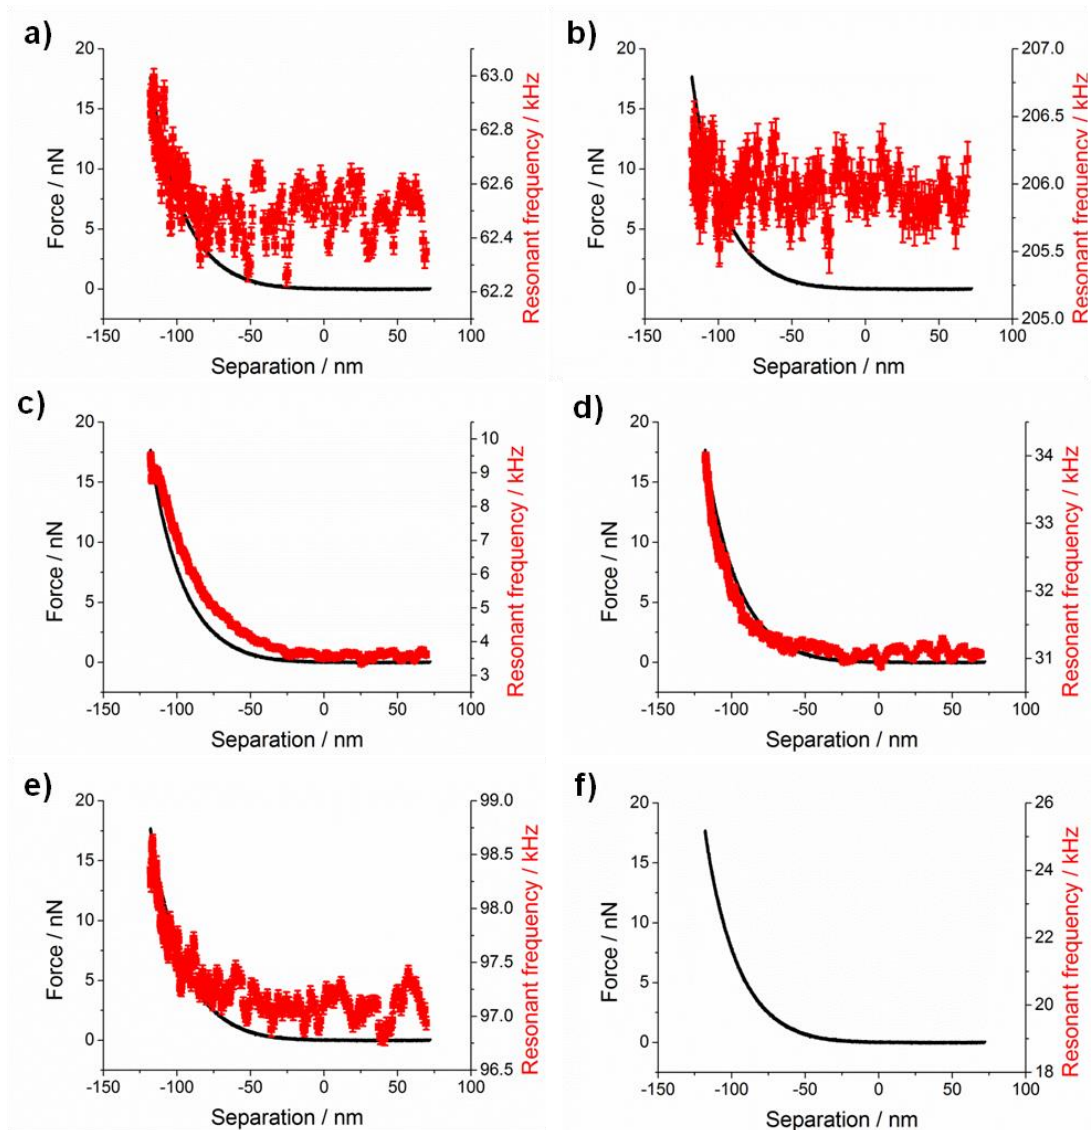 a)
20
15
10
5
0
Force / nN
63.0
62.8
62.6
62.4
62.2
Resonant frequency / kHz
-150 -100 -50 0 50 100
Separation / nm
b)
20
15
10
5
0
Force / nN
207.0
206.5
206.0
205.5
205.0
Resonant frequency / kHz
-150 -100 -50 0 50 100
Separation / nm
c)
20
15
10
5
0
Force / nN
10
9
8
7
6
5
4
3
Resonant frequency / kHz
-150 -100 -50 0 50 100
Separation / nm
d)
20
15
10
5
0
Force / nN
34
33
32
31
Resonant frequency / kHz
-150 -100 -50 0 50 100
Separation / nm
e)
20
15
10
5
0
Force / nN
99.0
98.5
98.0
97.5
97.0
96.5
Resonant frequency / kHz
-150 -100 -50 0 50 100
Separation / nm
f)
20
15
10
5
0
Force / nN
26
24
22
20
18
Resonant frequency / kHz
-150 -100 -50 0 50 100
Separation / nm